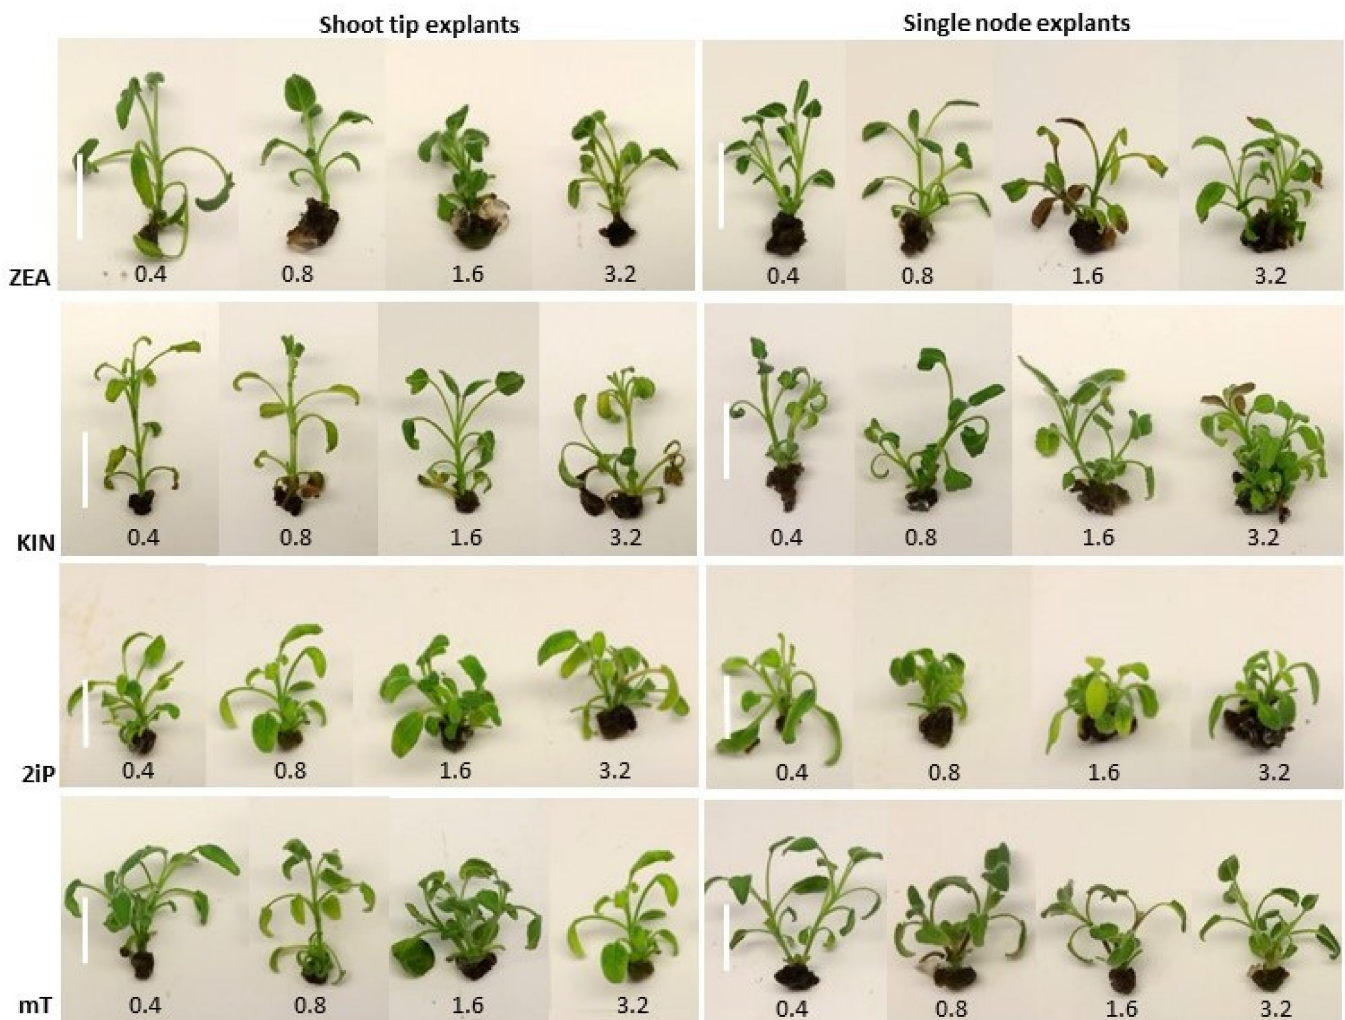 Shoot tip explants Single node explants
ZEA 0.4 0.8 1.6 3.2 0.4 0.8 1.6 3.2
KIN 0.4 0.8 1.6 3.2 0.4 0.8 1.6 3.2
2iP 0.4 0.8 1.6 3.2 0.4 0.8 1.6 3.2
mT 0.4 0.8 1.6 3.2 0.4 0.8 1.6 3.2